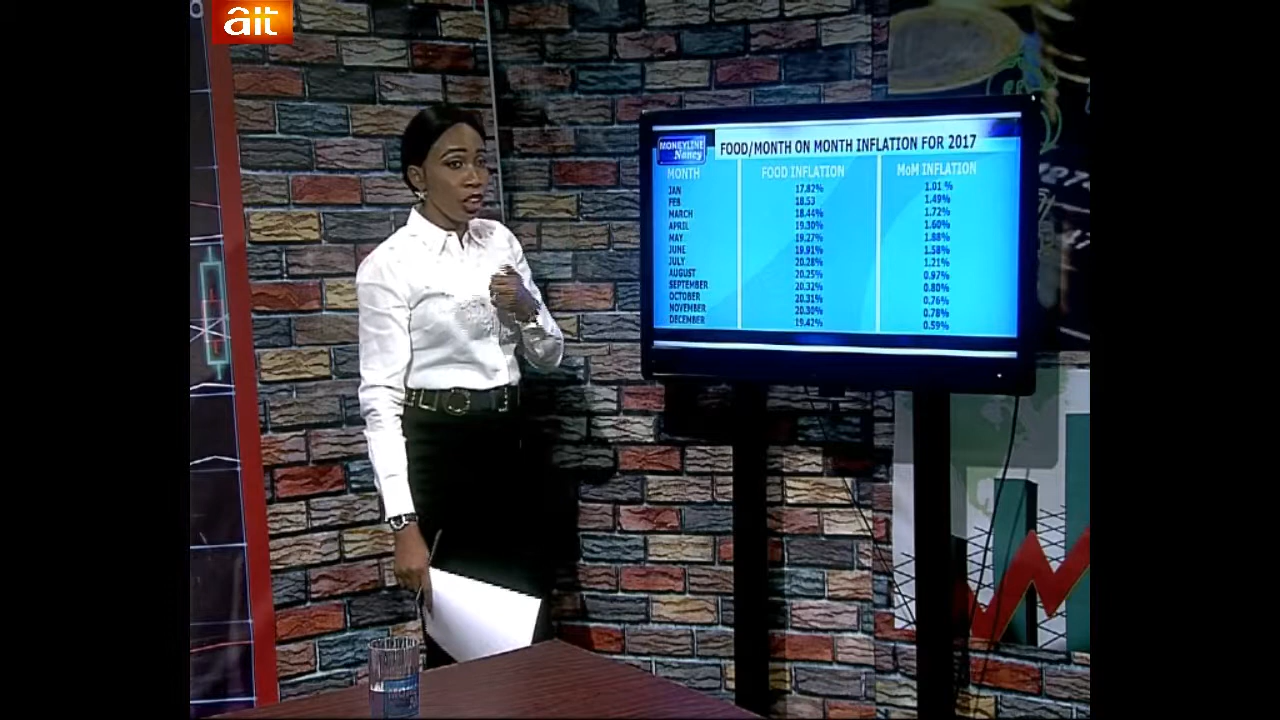 ait
MONEYLINE
Nancy
FOOD/MONTH ON MONTH INFLATION FOR 2017
MONTH FOOD INFLATION MoM INFLATION
JAN 17.82% 1.01 %
FEB 18.53 1.49%
MARCH 18.44% 1.72%
APRIL 19.30% 1.60%
MAY 19.27% 1.88%
JUNE 19.91% 1.58%
JULY 20.28% 1.21%
AUGUST 20.25% 0.97%
SEPTEMBER 20.32% 0.80%
OCTOBER 20.31% 0.76%
NOVEMBER 20.30% 0.78%
DECEMBER 19.42% 0.59%